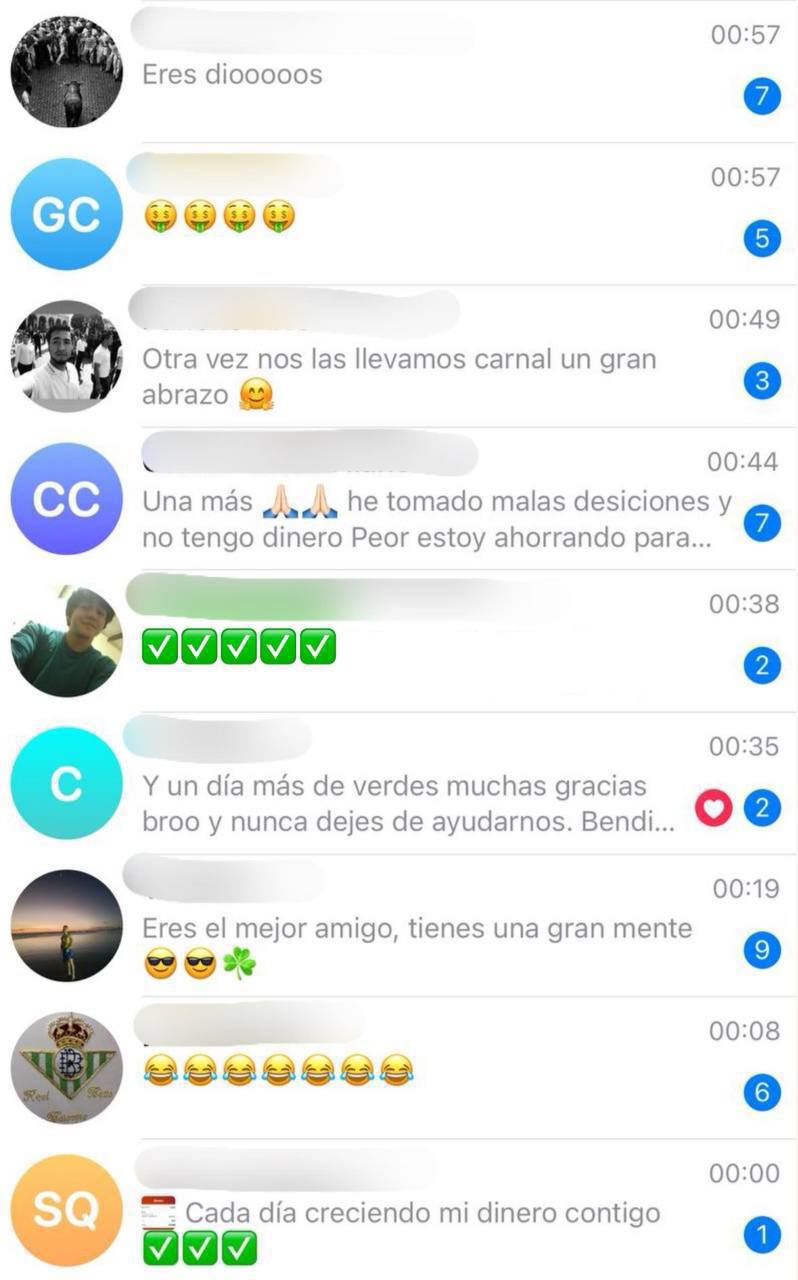 00:57
Eres diooooos
7
GC
00:57
🤑🤑🤑🤑
5
00:49
Otra vez nos las llevamos carnal un gran
abrazo 🤗
3
CC
00:44
Una más 🙏🏻🙏🏻 he tomado malas desiciones y
no tengo dinero Peor estoy ahorrando para...
7
00:38
✅✅✅✅✅
2
C
00:35
Y un día más de verdes muchas gracias
broo y nunca dejes de ayudarnos. Bendi...
2
00:19
Eres el mejor amigo, tienes una gran mente
😎😎☘️
9
00:08
😂😂😂😂😂😂😂
6
SQ
00:00
Cada día creciendo mi dinero contigo
✅✅✅
1